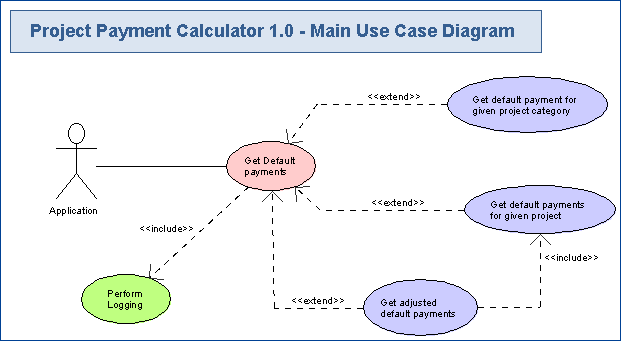 Project Payment Calculator 1.0 - Main Use Case Diagram
<<extend>>
Get default payment for
given project category
Get Default
payments
Application
<<extend>>
Get default payments
for given project
<<include>>
<<include>>
Perform
Logging
<<extend>>
Get adjusted
default payments